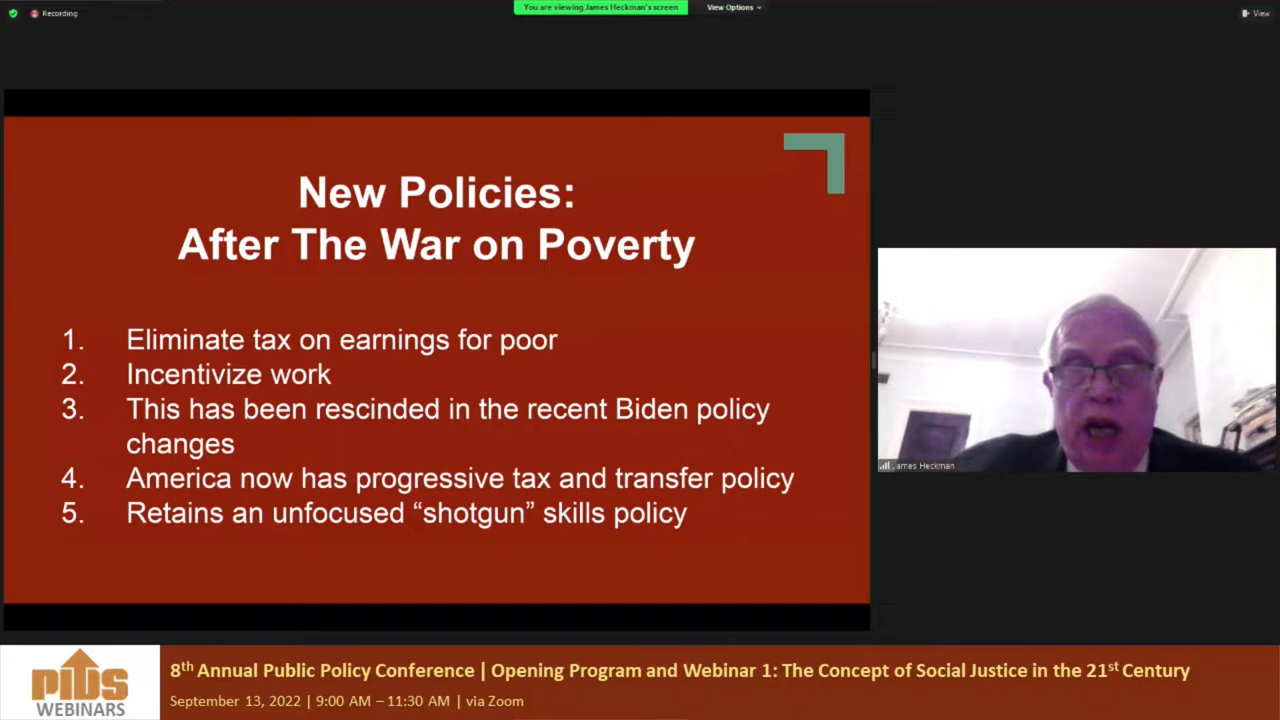 Recording
You are viewing James Heckman's screen
View Options
View
New Policies:
After The War on Poverty
1. Eliminate tax on earnings for poor
2. Incentivize work
3. This has been rescinded in the recent Biden policy
changes
4. America now has progressive tax and transfer policy
5. Retains an unfocused “shotgun” skills policy
James Heckman
pids
WEBINARS
8th Annual Public Policy Conference | Opening Program and Webinar 1: The Concept of Social Justice in the 21st Century
September 13, 2022 | 9:00 AM – 11:30 AM | via Zoom